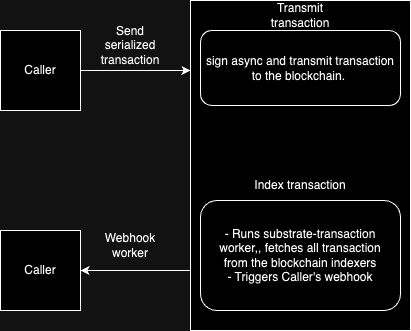 Transmit
transaction
Send
serialized
transaction
Caller
sign async and transmit transaction
to the blockchain.
Index transaction
Webhook
worker
Caller
- Runs substrate-transaction
worker,, fetches all transaction
from the blockchain indexers
- Triggers Caller's webhook